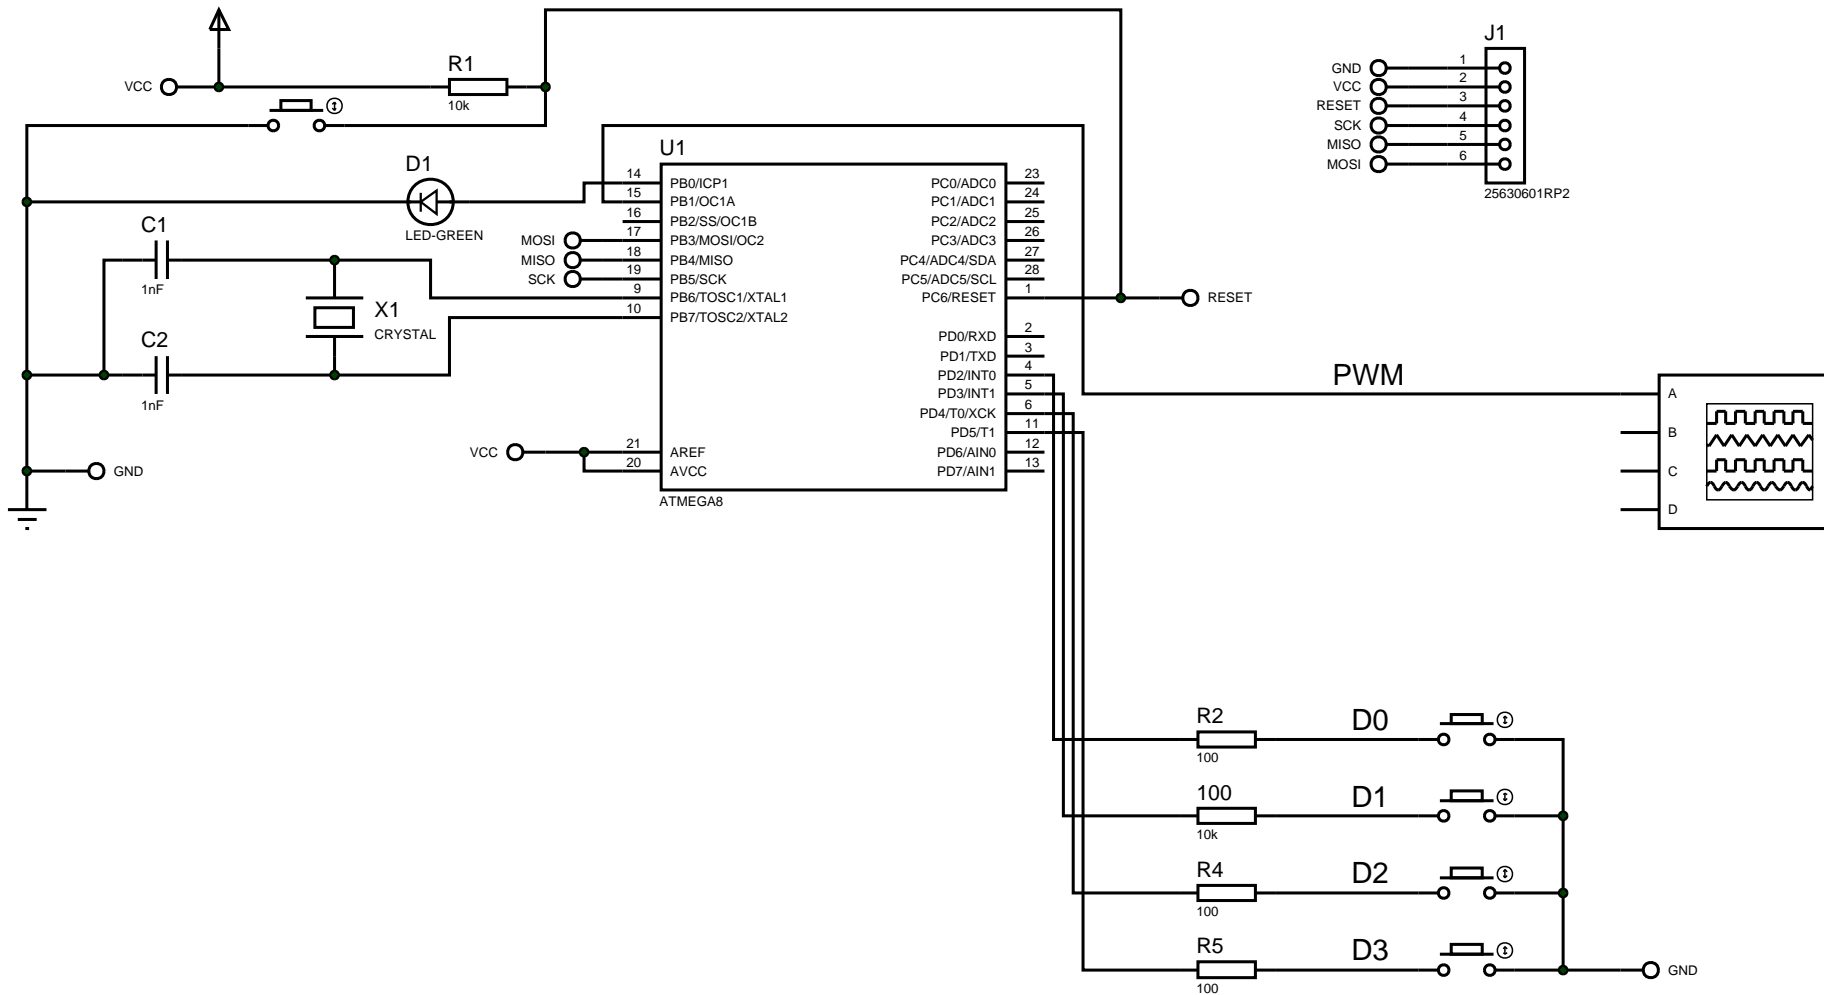 J1
R1
GND 1
VCC 2
RESET 3
SCK 4
MISO 5
MOSI 6
25630601RP2
VCC
10k
U1
D1
LED-GREEN
C1
1nF
X1
CRYSTAL
C2
1nF
MOSI
MISO
SCK
VCC
GND
14 PB0/ICP1
15 PB1/OC1A
16 PB2/SS/OC1B
17 PB3/MOSI/OC2
18 PB4/MISO
19 PB5/SCK
9 PB6/TOSC1/XTAL1
10 PB7/TOSC2/XTAL2
21 AREF
20 AVCC
PC0/ADC0 23
PC1/ADC1 24
PC2/ADC2 25
PC3/ADC3 26
PC4/ADC4/SDA 27
PC5/ADC5/SCL 28
PC6/RESET 1
PD0/RXD 2
PD1/TXD 3
PD2/INT0 4
PD3/INT1 5
PD4/T0/XCK 6
PD5/T1 11
PD6/AIN0 12
PD7/AIN1 13
ATMEGA8
RESET
PWM
A
B
C
D
R2
100
D0
100
10k
D1
R4
100
D2
R5
100
D3
GND